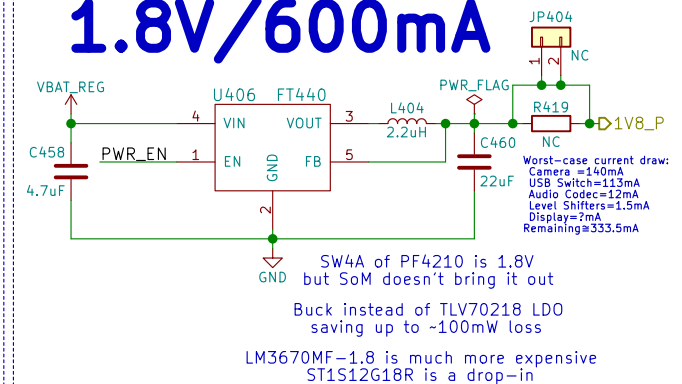 1.8V/600mA
JP404
1 2
NC
VBAT_REG
U406 FT440
PWR_FLAG
L404
2.2uH
R419
NC
1V8_P
4 VIN VOUT 3
C458
4.7uF
PWR_EN
1 EN FB 5
GND
2
C460
22uF
Worst-case current draw:
Camera =140mA
USB Switch=113mA
Audio Codec=12mA
Level Shifters=1.5mA
Display=?mA
Remaining≅333.5mA
GND
SW4A of PF4210 is 1.8V
but SoM doesn't bring it out
Buck instead of TLV70218 LDO
saving up to ~100mW loss
LM3670MF-1.8 is much more expensive
ST1S12G18R is a drop-in